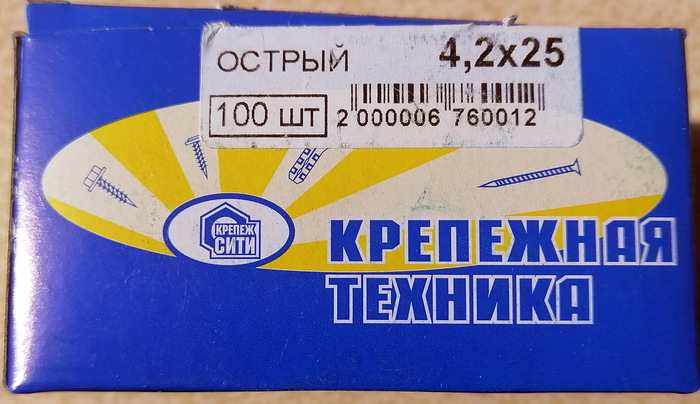 ОСТРЫЙ 4,2x25
100 шт
2 000006 760012
КРЕПЕЖ
СИТИ
КРЕПЕЖНАЯ
ТЕХНИКА